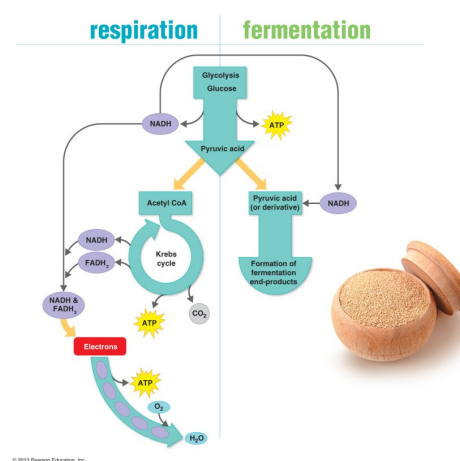 respiration
fermentation
Glycolysis
Glucose
NADH
ATP
Pyruvic acid
Acetyl CoA
Pyruvic acid
(or derivative)
NADH
NADH
FADH₂
Krebs
cycle
Formation of
fermentation
end-products
NADH &
FADH₂
ATP
CO₂
Electrons
ATP
O₂
H₂O
© 2013 Pearson Education, Inc.